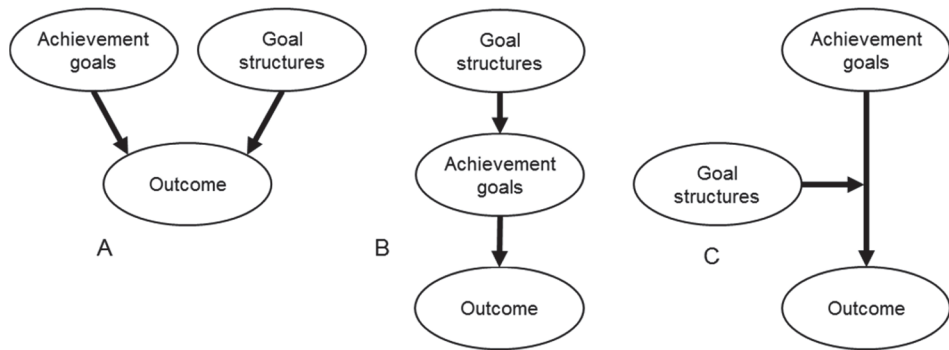 Achievement
goals
Goal
structures
Outcome
A
Goal
structures
Achievement
goals
Outcome
B
Achievement
goals
Goal
structures
Outcome
C